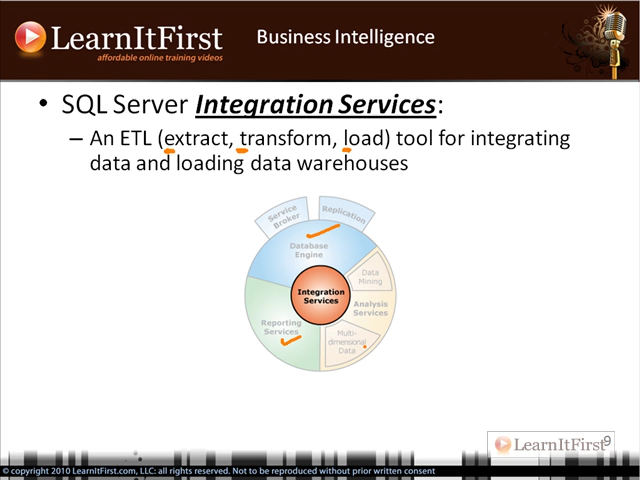 LearnItFirst
affordable online training videos
Business Intelligence
• SQL Server Integration Services:
– An ETL (extract, transform, load) tool for integrating
data and loading data warehouses
Service
Broker
Replication
Database
Engine
Data
Mining
Integration
Services
Analysis
Services
Reporting
Services
Multi-
dimensional
Data
LearnItFirst
9
© copyright 2010 LearnItFirst.com, LLC: all rights reserved. Not to be reproduced without prior written consent